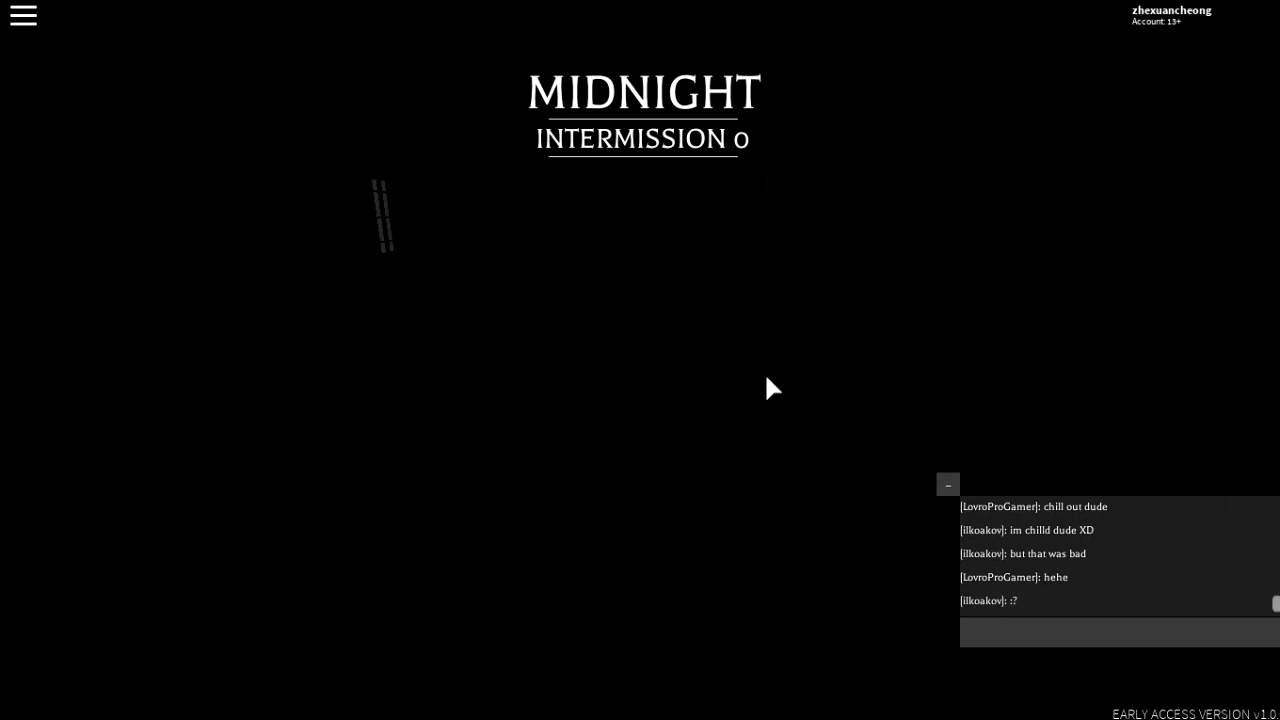 zhexuancheong
Account: 13+
MIDNIGHT
INTERMISSION 0
[LovroProGamer]: chill out dude
[ilkoakov]: im chilld dude XD
[ilkoakov]: but that was bad
[LovroProGamer]: hehe
[ilkoakov]: :?
EARLY ACCESS VERSION v1.0